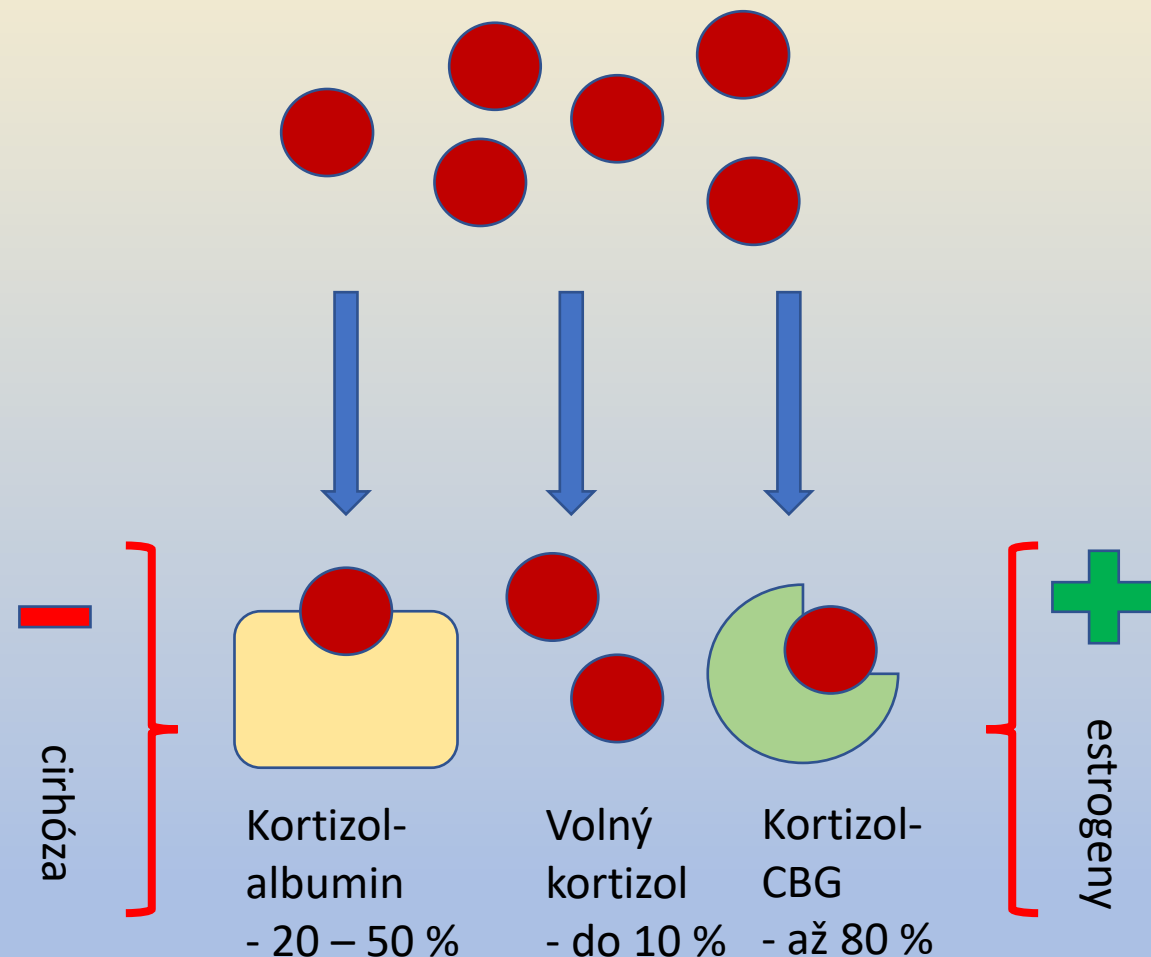 cirhóza
Kortizol-
albumin
- 20 – 50 %
Volný
kortizol
- do 10 %
Kortizol-
CBG
- až 80 %
estrogeny